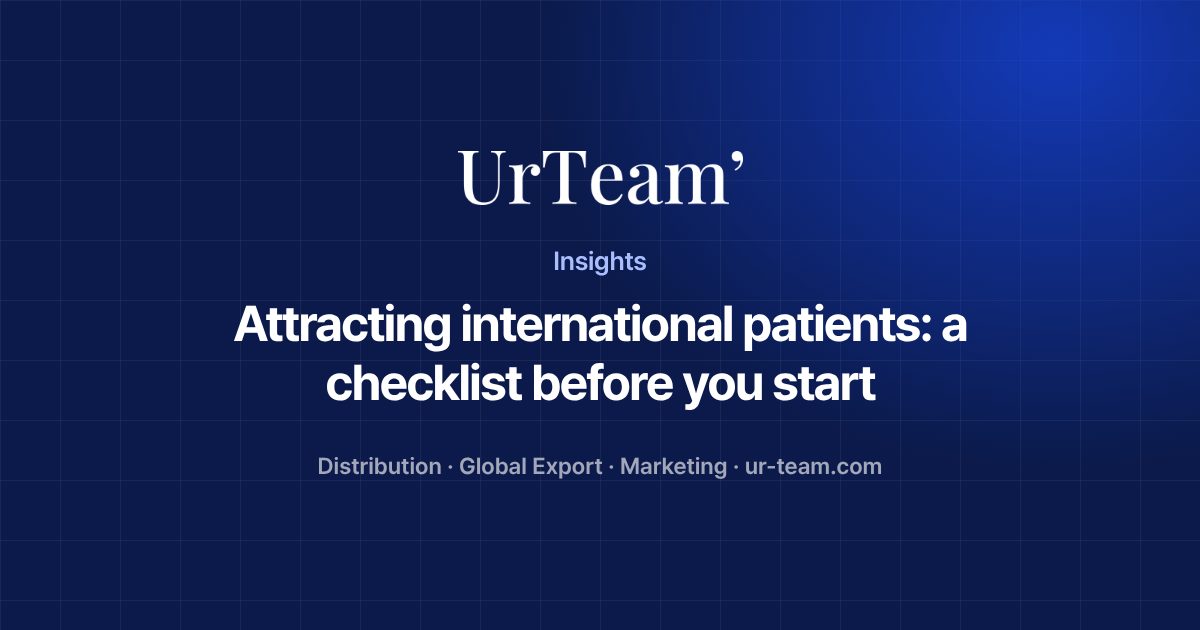 UrTeam’
Insights
Attracting international patients: a
checklist before you start
Distribution · Global Export · Marketing · ur-team.com